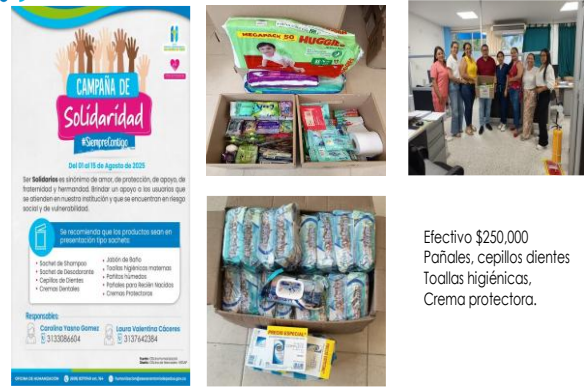 CAMPAÑA DE
Solidaridad
#SiempreContigo
Del 01 al 15 de Agosto de 2025
Ser Solidarios es sinónimo de amor, de protección, de apoyo, de
fraternidad y hermandad. Brindar un apoyo a los usuarios que
se atienden en nuestra institución y que se encuentran en riesgo
social y de vulnerabilidad.
Se recomienda que los productos sean en
presentación tipo sachets:
• Sachet de Shampoo
• Sachet de Desodorante
• Cepillos de Dientes
• Cremas Dentales
• Jabón de Baño
• Toallas higiénicas maternas
• Pañitos húmedos
• Pañales para Recién Nacidos
• Cremas Protectoras
Responsables:
Carolina Yasno Gomez
3133086604
Laura Valentina Cáceres
3137642384
OFICINA DE HUMANIZACIÓN
MEGAPACK 50 HUGGIES
PRECIO ESPECIAL
Efectivo $250,000
Pañales, cepillos dientes
Toallas higiénicas,
Crema protectora.